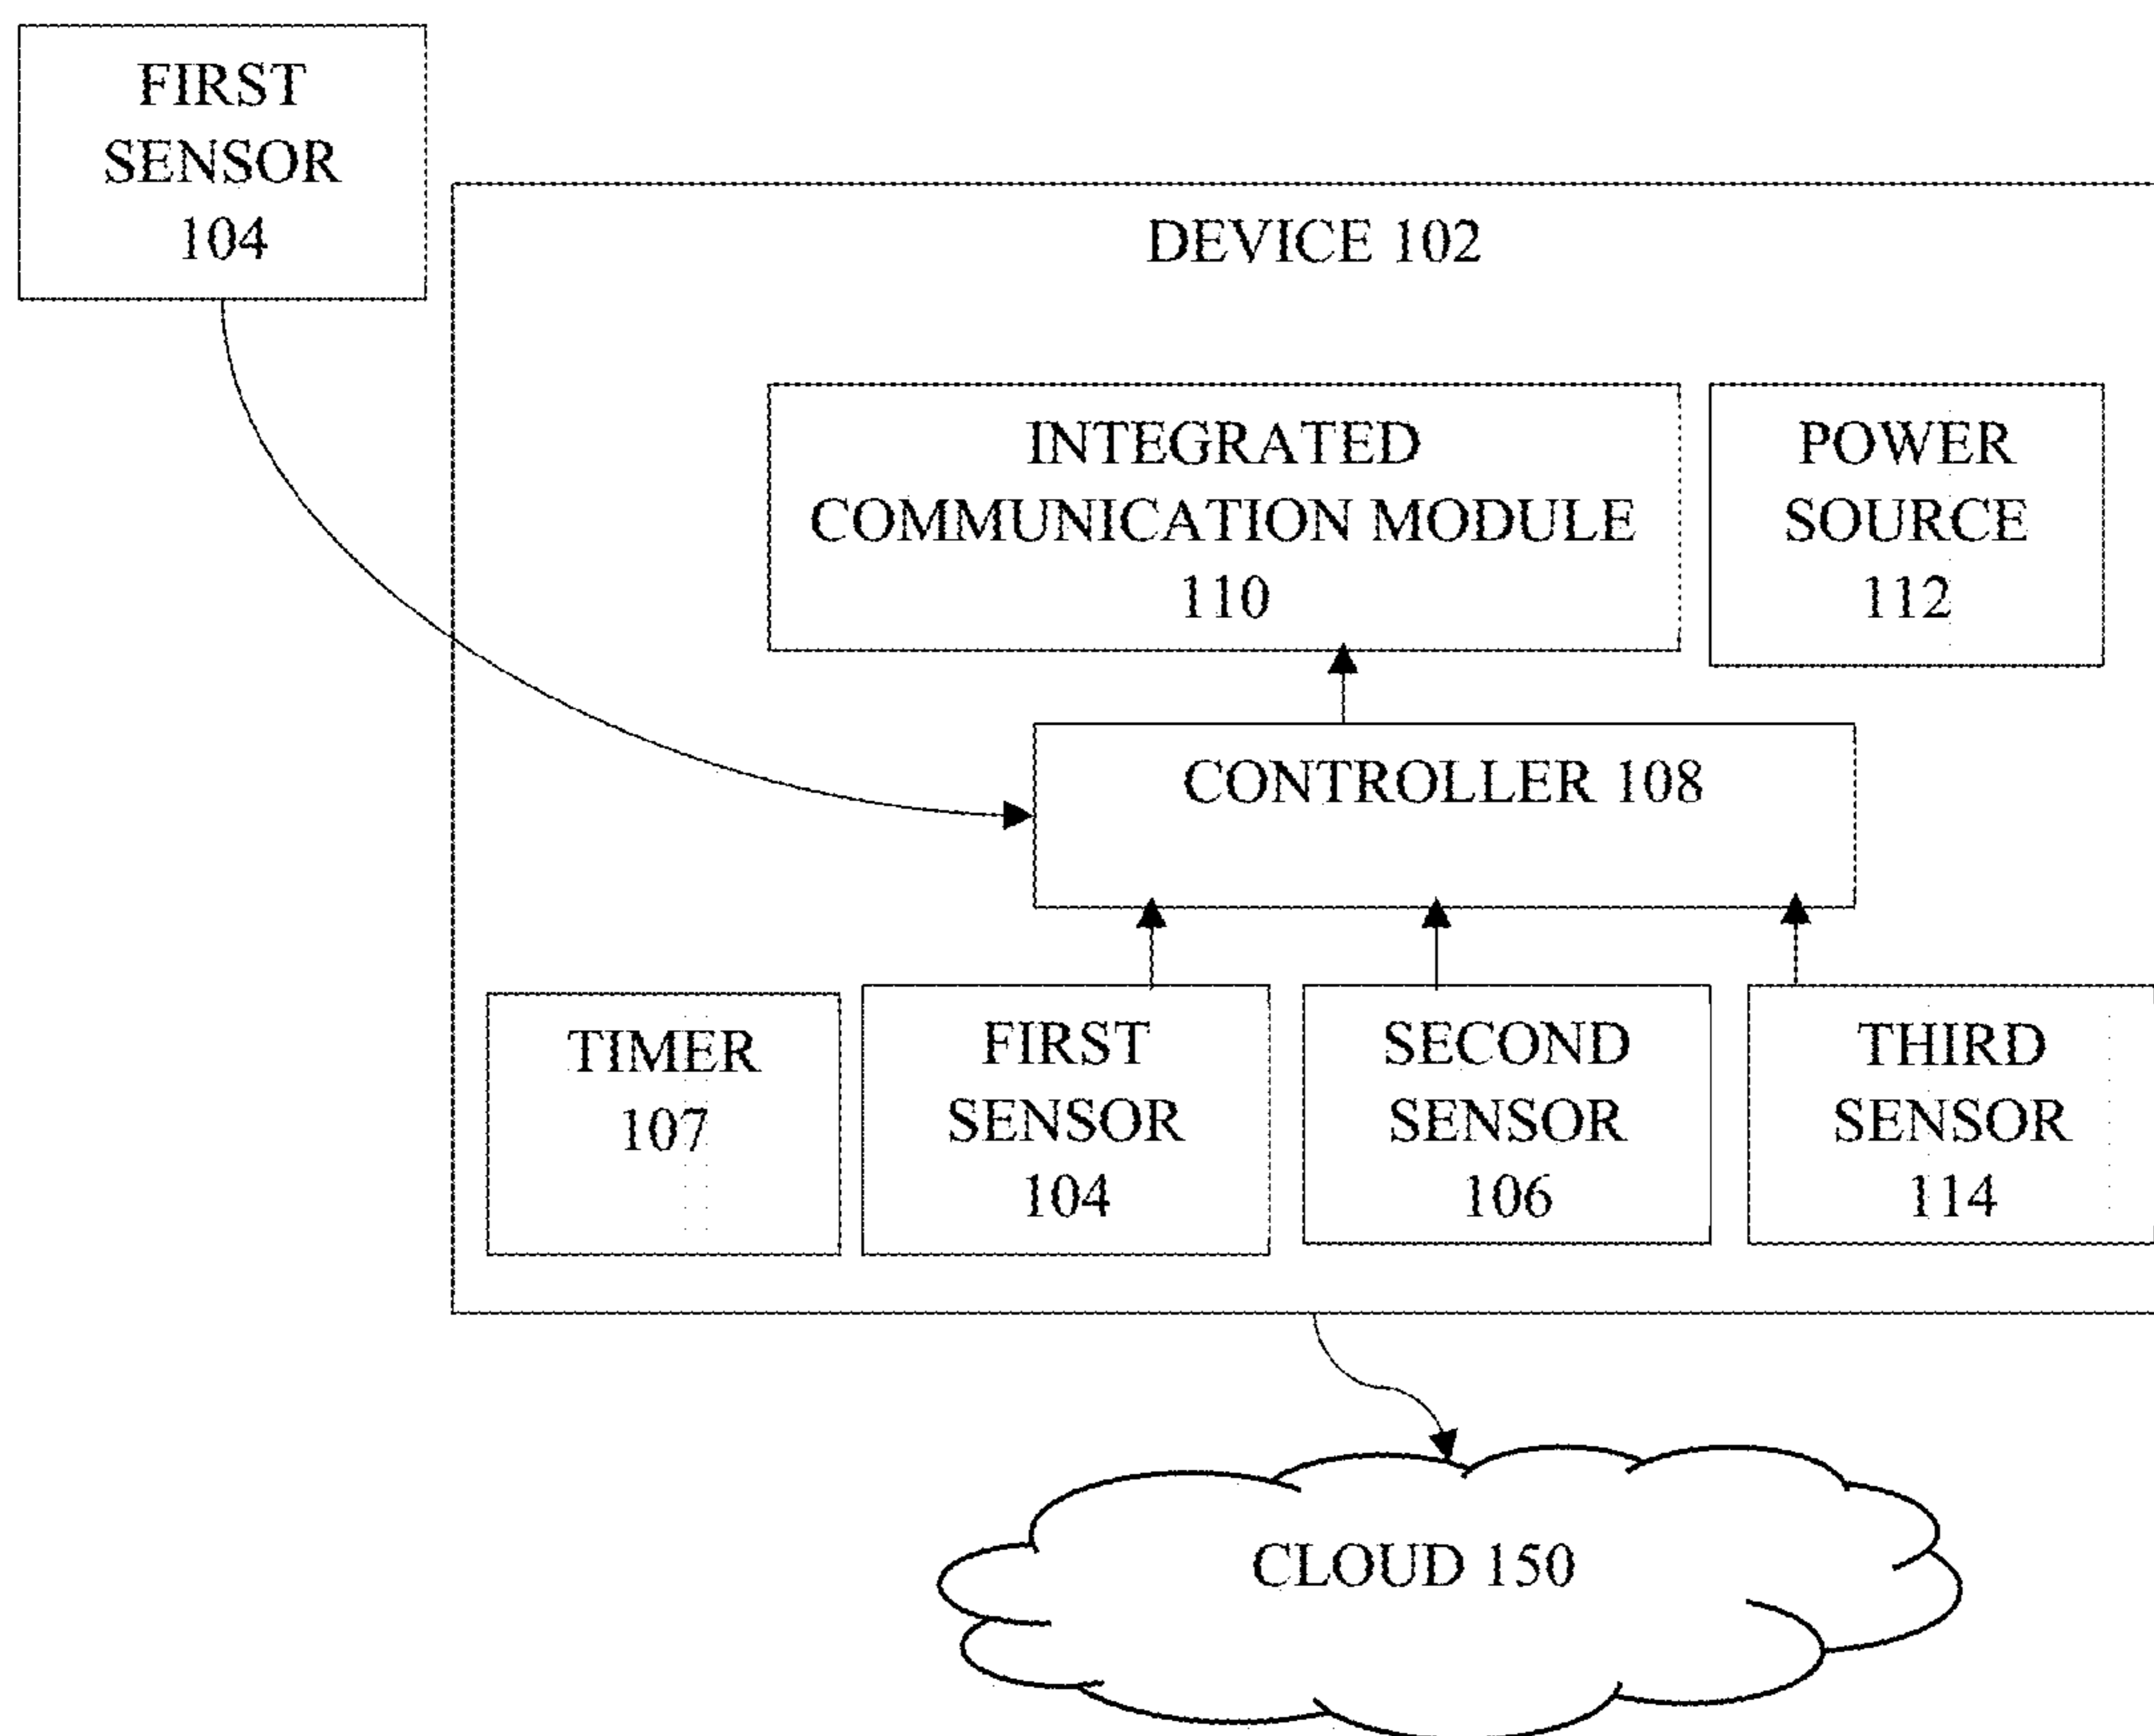 FIRST
SENSOR
104
DEVICE 102
INTEGRATED
COMMUNICATION MODULE
110
POWER
SOURCE
112
CONTROLLER 108
TIMER
107
FIRST
SENSOR
104
SECOND
SENSOR
106
THIRD
SENSOR
114
CLOUD 150